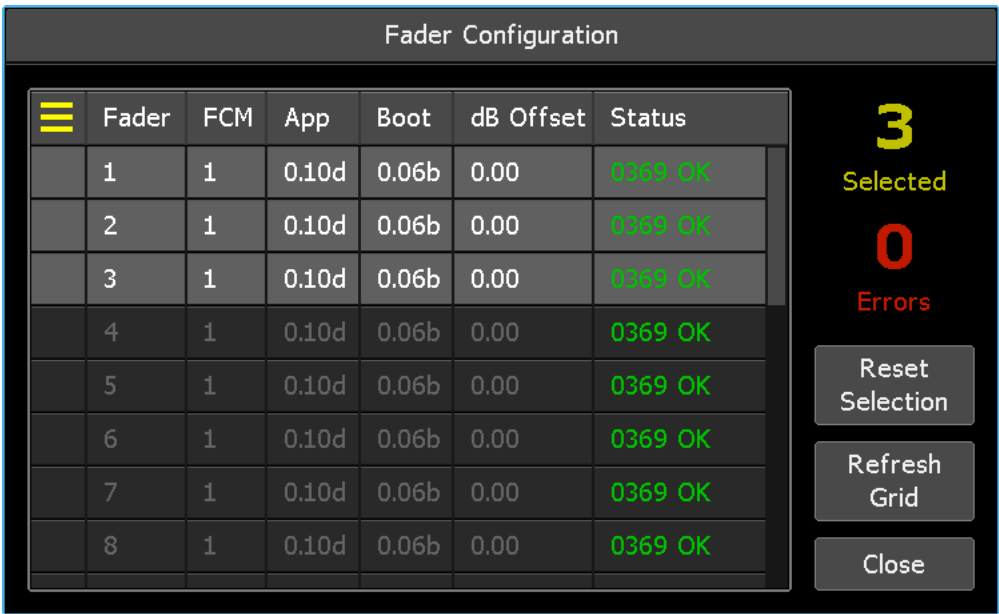 Fader Configuration
Fader FCM App Boot dB Offset Status
1 1 0.10d 0.06b 0.00 0369 OK
2 1 0.10d 0.06b 0.00 0369 OK
3 1 0.10d 0.06b 0.00 0369 OK
4 1 0.10d 0.06b 0.00 0369 OK
5 1 0.10d 0.06b 0.00 0369 OK
6 1 0.10d 0.06b 0.00 0369 OK
7 1 0.10d 0.06b 0.00 0369 OK
8 1 0.10d 0.06b 0.00 0369 OK
3
Selected
0
Errors
Reset
Selection
Refresh
Grid
Close